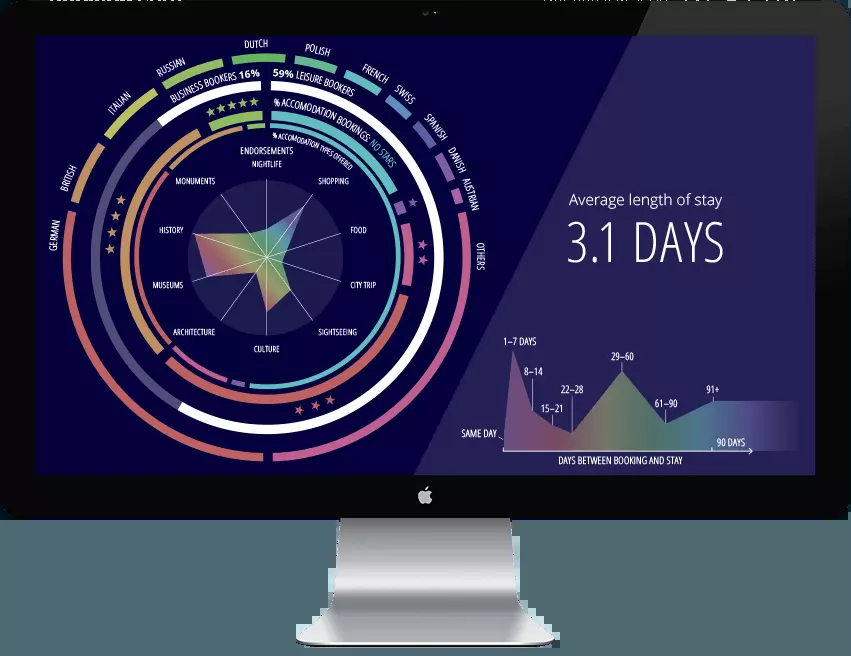 DUTCH
POLISH
RUSSIAN
FRENCH
ITALIAN
SWISS
BUSINESS BOOKERS 16%
59% LEISURE BOOKERS
SPANISH
BRITISH
DANISH
AUSTRIAN
GERMAN
OTHERS
% ACCOMODATION BOOKINGS: NO STARS
% ACCOMODATION TYPES OFFERED
ENDORSEMENTS
NIGHTLIFE
MONUMENTS
SHOPPING
HISTORY
FOOD
MUSEUMS
CITY TRIP
ARCHITECTURE
SIGHTSEEING
CULTURE
Average length of stay
3.1 DAYS
1–7 DAYS
8–14
15–21
22–28
29–60
61–90
91+
SAME DAY
90 DAYS
DAYS BETWEEN BOOKING AND STAY